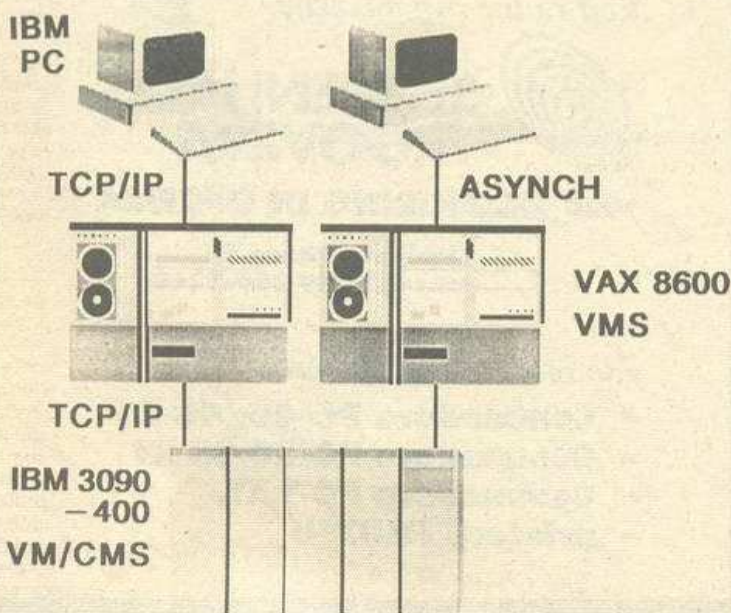 IBM
PC
TCP/IP
ASYNCH
VAX 8600
VMS
TCP/IP
IBM 3090
–400
VM/CMS